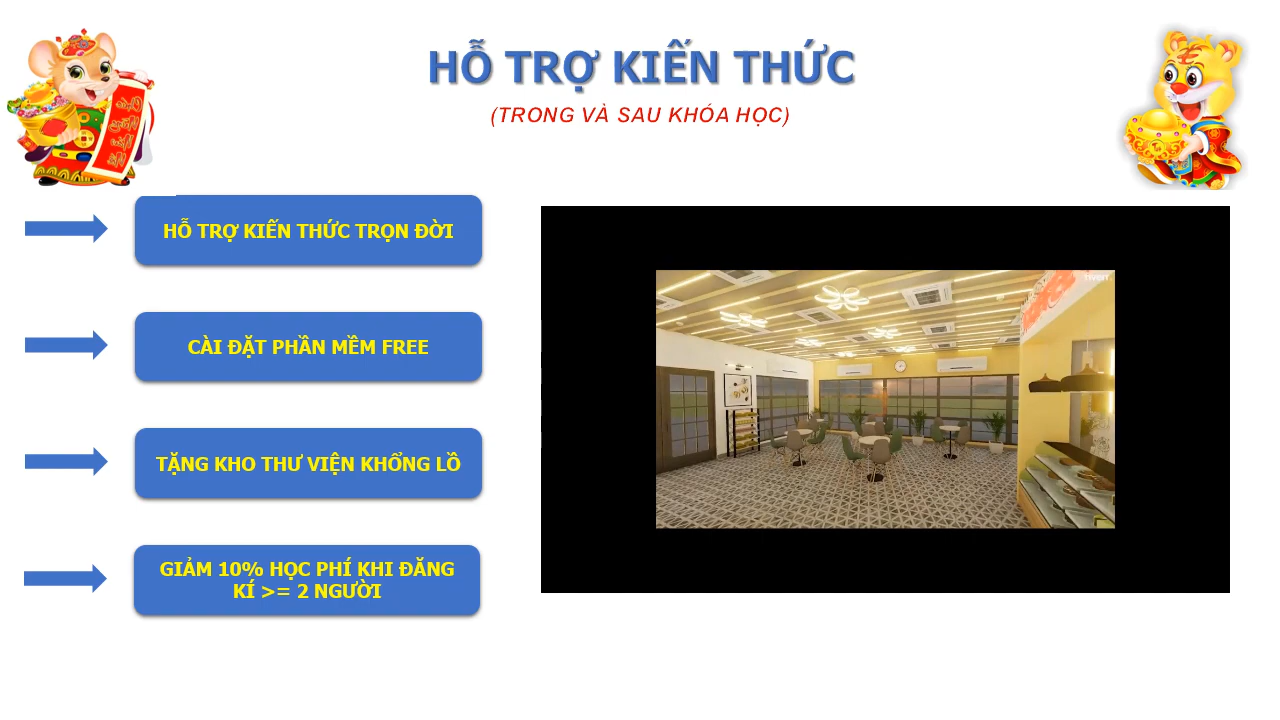 HỖ TRỢ KIẾN THỨC
(TRONG VÀ SAU KHÓA HỌC)
HỖ TRỢ KIẾN THỨC TRỌN ĐỜI
CÀI ĐẶT PHẦN MỀM FREE
TẶNG KHO THƯ VIỆN KHỔNG LỒ
GIẢM 10% HỌC PHÍ KHI ĐĂNG
KÍ >= 2 NGƯỜI